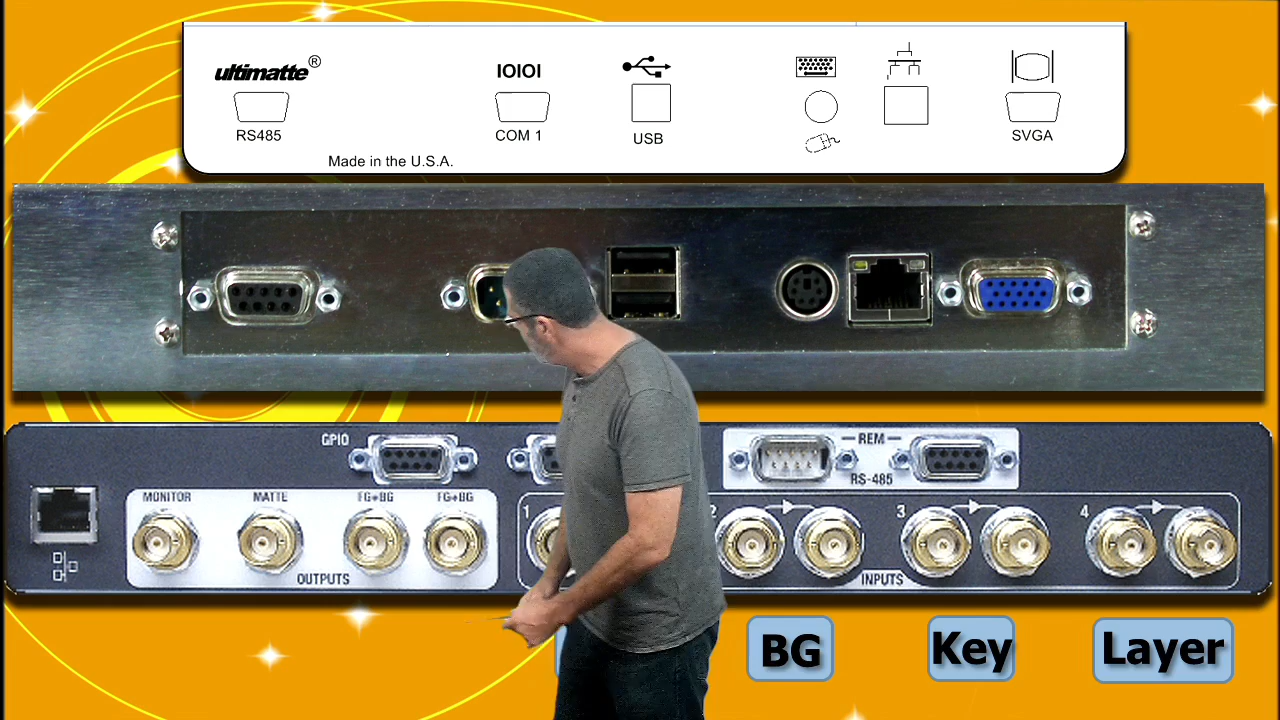 ultimatte®
IOIOI
RS485
COM 1
USB
SVGA
Made in the U.S.A.
GPIO
REM
RS-485
MONITOR
MATTE
FG+BG
FG+BG
1
2
3
4
OUTPUTS
INPUTS
BG
Key
Layer